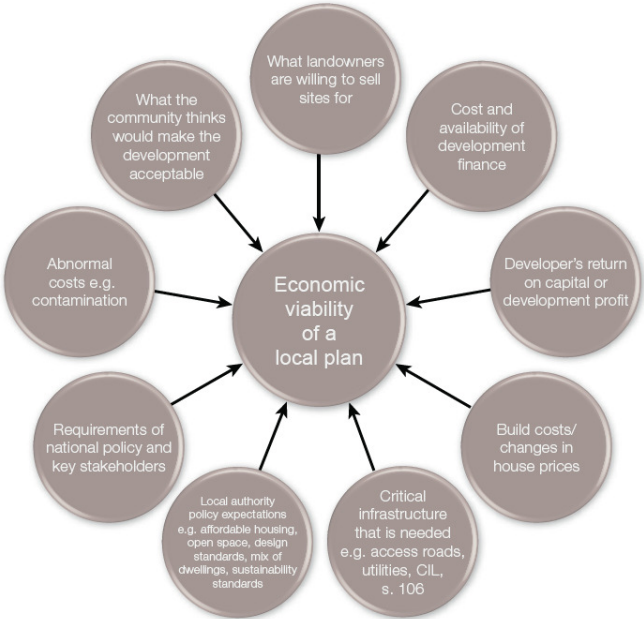 What landowners
are willing to sell
sites for
Cost and
availability of
development
finance
Developer's return
on capital or
development profit
Build costs/
changes in
house prices
Critical
infrastructure
that is needed
e.g. access roads,
utilities, CIL,
s. 106
Local authority
policy expectations
e.g. affordable housing,
open space, design
standards, mix of
dwellings, sustainability
standards
Requirements of
national policy and
key stakeholders
Abnormal
costs e.g.
contamination
What the
community thinks
would make the
development
acceptable
Economic
viability
of a
local plan